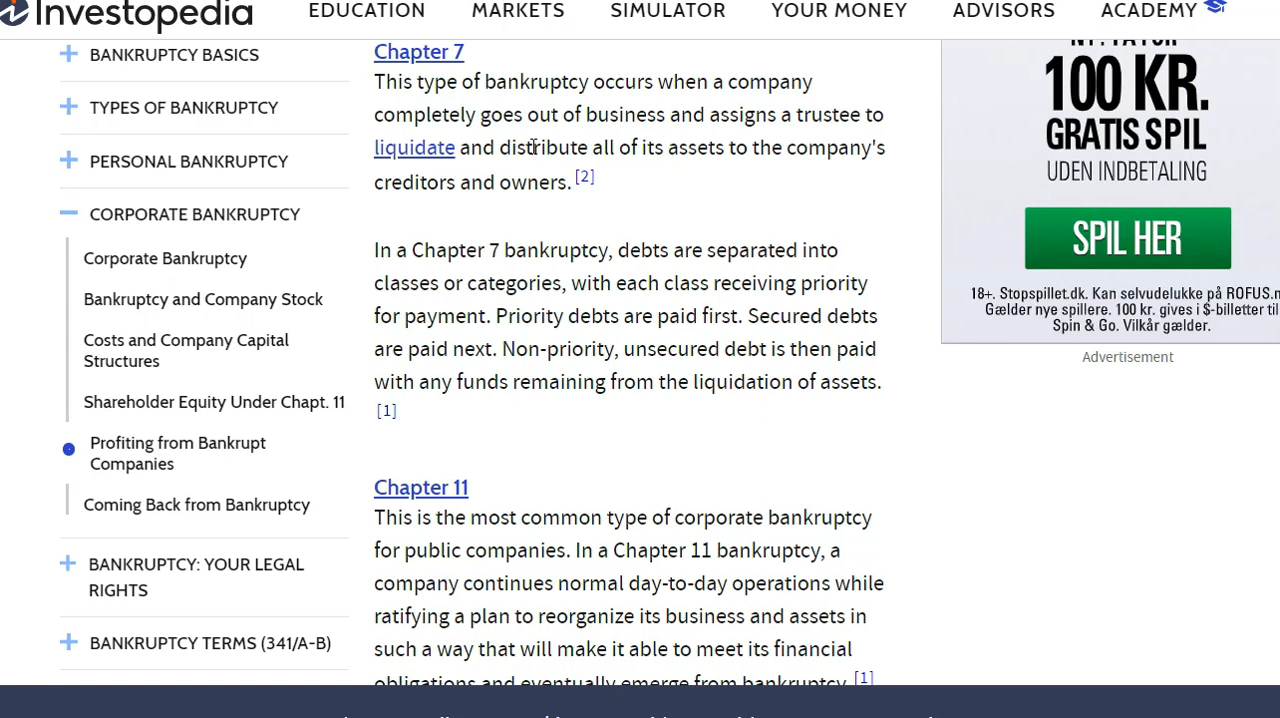 Investopedia
EDUCATION
MARKETS
SIMULATOR
YOUR MONEY
ADVISORS
ACADEMY
BANKRUPTCY BASICS
TYPES OF BANKRUPTCY
PERSONAL BANKRUPTCY
CORPORATE BANKRUPTCY
Corporate Bankruptcy
Bankruptcy and Company Stock
Costs and Company Capital
Structures
Shareholder Equity Under Chapt. 11
Profiting from Bankrupt
Companies
Coming Back from Bankruptcy
BANKRUPTCY: YOUR LEGAL
RIGHTS
BANKRUPTCY TERMS (341/A-B)
Chapter 7
This type of bankruptcy occurs when a company
completely goes out of business and assigns a trustee to
liquidate and distribute all of its assets to the company's
creditors and owners. [2]
In a Chapter 7 bankruptcy, debts are separated into
classes or categories, with each class receiving priority
for payment. Priority debts are paid first. Secured debts
are paid next. Non-priority, unsecured debt is then paid
with any funds remaining from the liquidation of assets.
[1]
Chapter 11
This is the most common type of corporate bankruptcy
for public companies. In a Chapter 11 bankruptcy, a
company continues normal day-to-day operations while
ratifying a plan to reorganize its business and assets in
such a way that will make it able to meet its financial
obligations and eventually emerge from bankruptcy. [1]
100 KR.
GRATIS SPIL
UDEN INDBETALING
SPIL HER
18+. Stopspillet.dk. Kan selvudelukke på ROFUS.n
Gælder nye spillere. 100 kr. gives i $-billetter til
Spin & Go. Vilkår gælder.
Advertisement